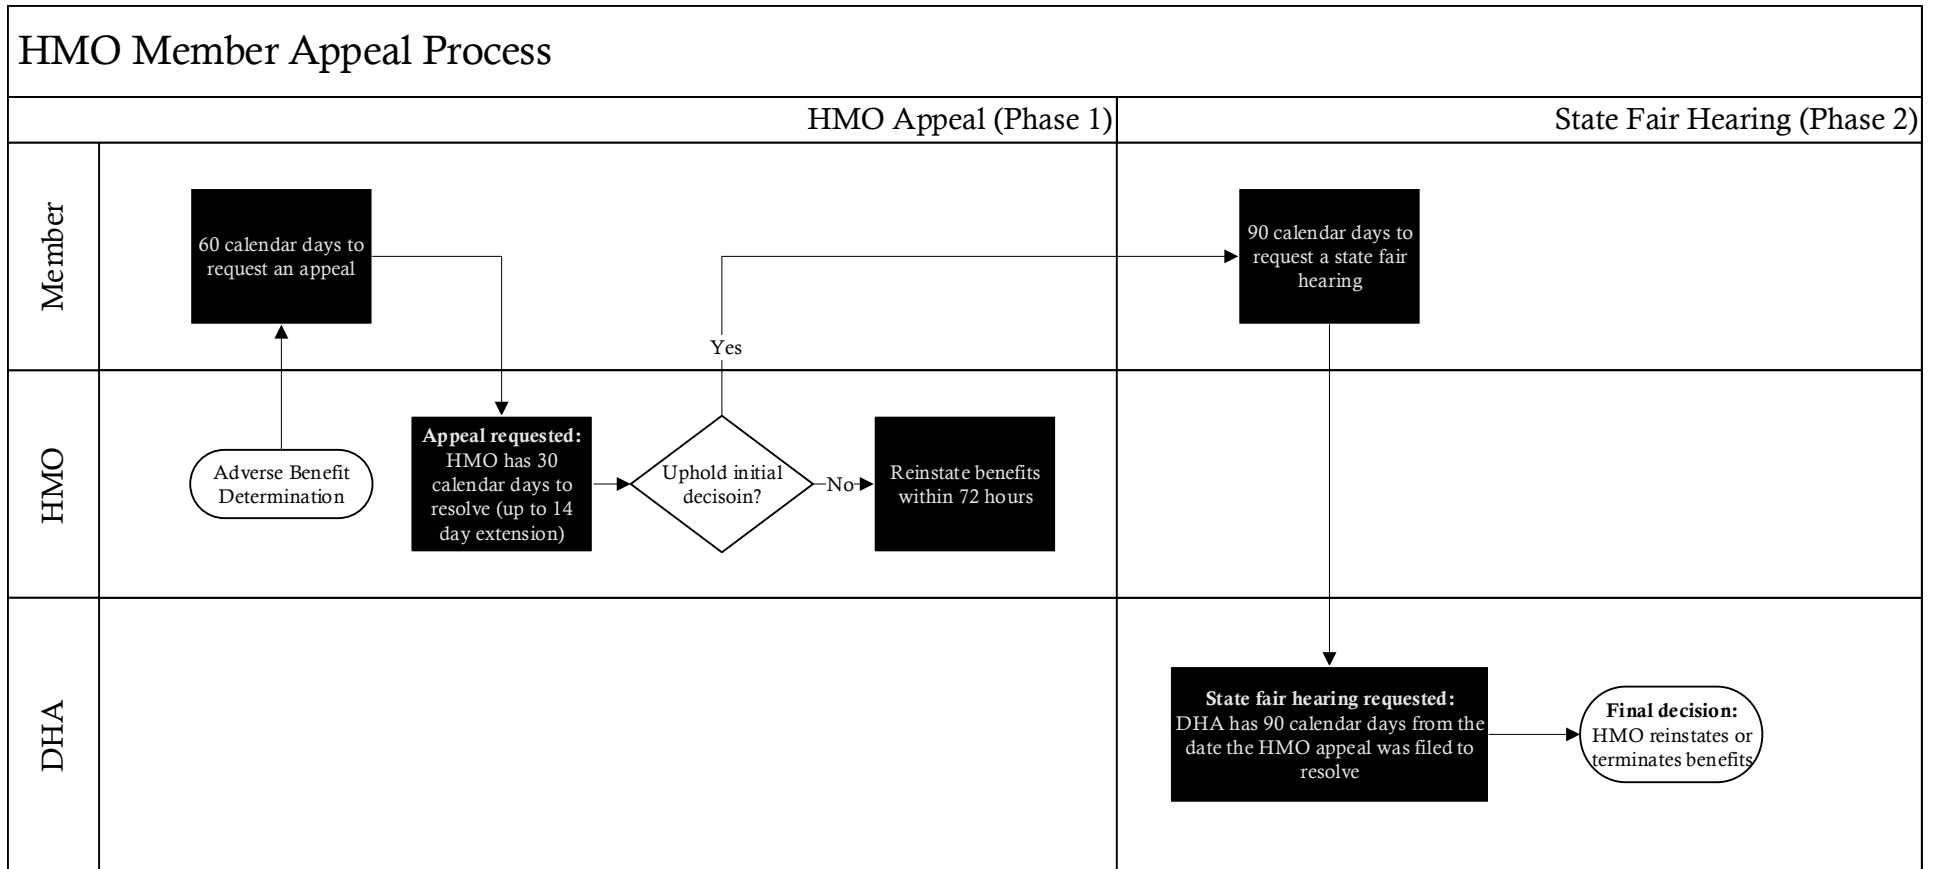 HMO Member Appeal Process
HMO Appeal (Phase 1)
State Fair Hearing (Phase 2)
Member
60 calendar days to
request an appeal
90 calendar days to
request a state fair
hearing
Yes
HMO
Adverse Benefit
Determination
Appeal requested:
HMO has 30
calendar days to
resolve (up to 14
day extension)
Uphold initial
decisoin?
No
Reinstate benefits
within 72 hours
DHA
State fair hearing requested:
DHA has 90 calendar days from the
date the HMO appeal was filed to
resolve
Final decision:
HMO reinstates or
terminates benefits